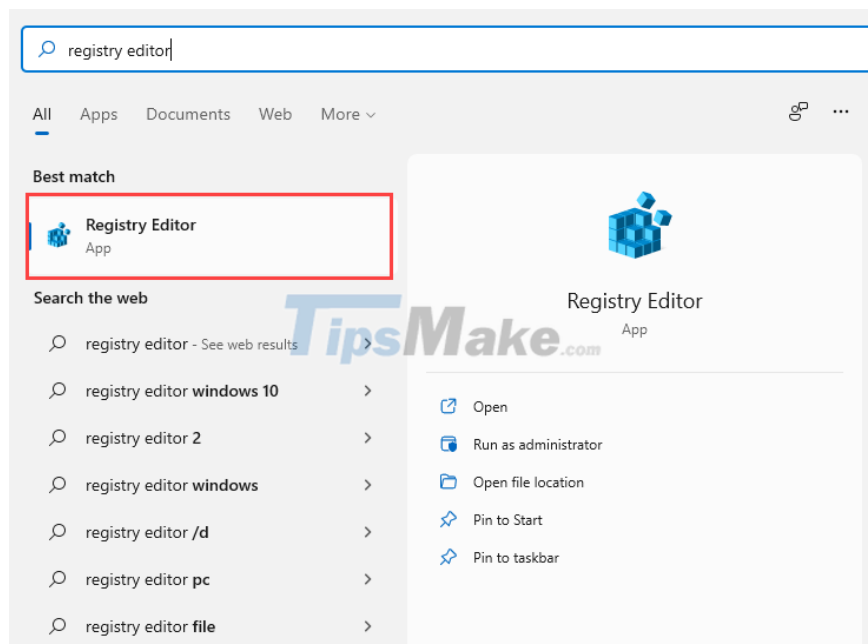 registry editor
All Apps Documents Web More
Best match
Registry Editor
App
Search the web
registry editor - See web results
registry editor windows 10
registry editor 2
registry editor windows
registry editor /d
registry editor pc
registry editor file
Registry Editor
App
Open
Run as administrator
Open file location
Pin to Start
Pin to taskbar
TipsMake.com